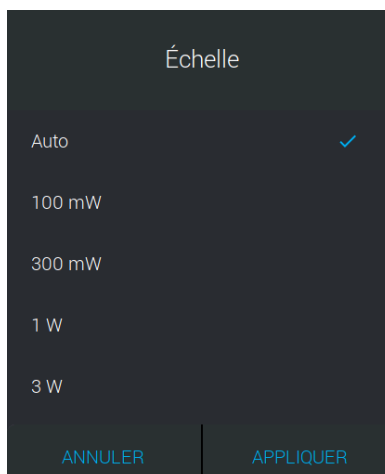 Échelle
Auto
100 mW
300 mW
1 W
3 W
ANNULER APPLIQUER